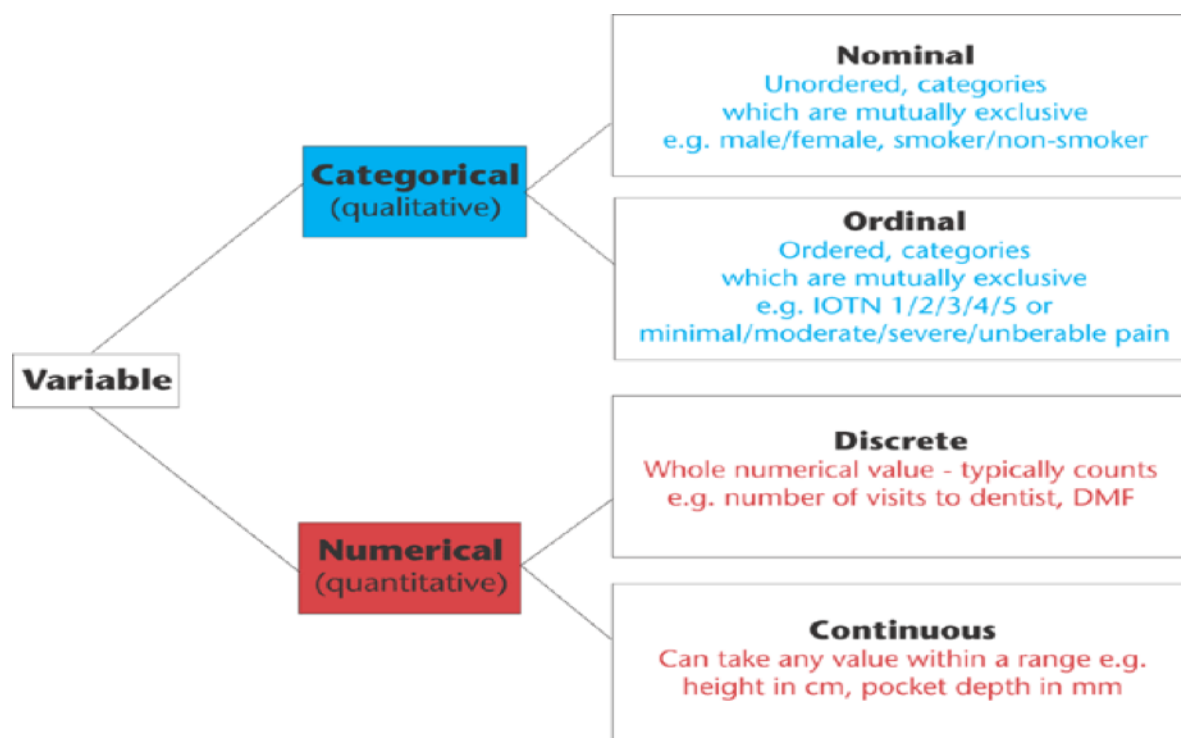 Nominal
Unordered, categories
which are mutually exclusive
e.g. male/female, smoker/non-smoker
Categorical
(qualitative)
Ordinal
Ordered, categories
which are mutually exclusive
e.g. IOTN 1/2/3/4/5 or
minimal/moderate/severe/unberable pain
Variable
Discrete
Whole numerical value - typically counts
e.g. number of visits to dentist, DMF
Numerical
(quantitative)
Continuous
Can take any value within a range e.g.
height in cm, pocket depth in mm